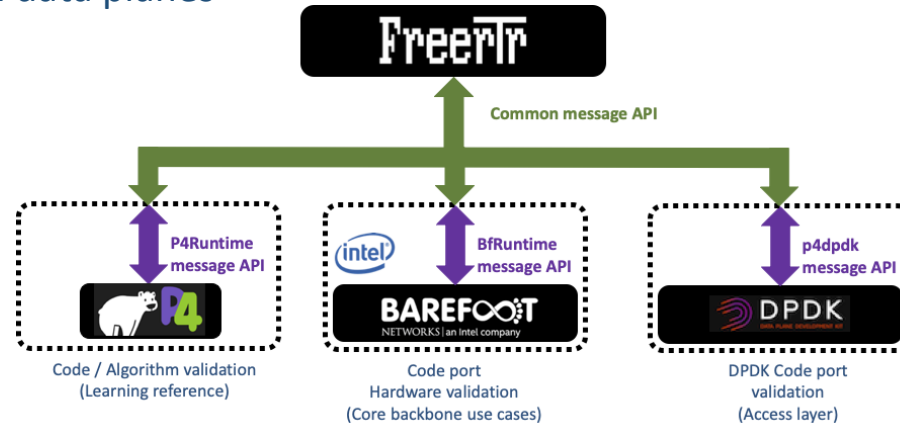 data planes
FreerTr
Common message API
P4Runtime
message API
P4
intel
BfRuntime
message API
BAREFOOT
NETWORKS | an Intel company
p4dpdk
message API
DPDK
DATA PLANE DEVELOPMENT KIT
Code / Algorithm validation
(Learning reference)
Code port
Hardware validation
(Core backbone use cases)
DPDK Code port
validation
(Access layer)